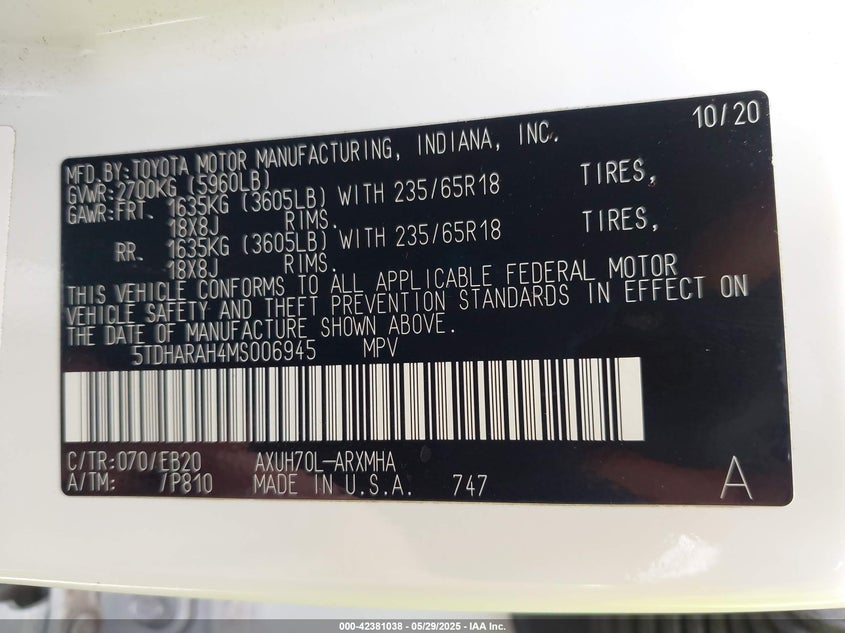 10/20
MFD.BY:TOYOTA MOTOR MANUFACTURING, INDIANA, INC.
GVWR:2700KG (5960LB)
GAWR:FRT. 1635KG (3605LB) WITH 235/65R18 TIRES,
18X8J RIMS.
RR. 1635KG (3605LB) WITH 235/65R18 TIRES,
18X8J RIMS.
THIS VEHICLE CONFORMS TO ALL APPLICABLE FEDERAL MOTOR
VEHICLE SAFETY AND THEFT PREVENTION STANDARDS IN EFFECT ON
THE DATE OF MANUFACTURE SHOWN ABOVE.
5TDHARAH4MS006945 MPV
C/TR:070/EB20 AXUH70L-ARXMHA
A/TM: /P810 MADE IN U.S.A. 747 A
000-42381038 - 05/29/2025 - IAA Inc.